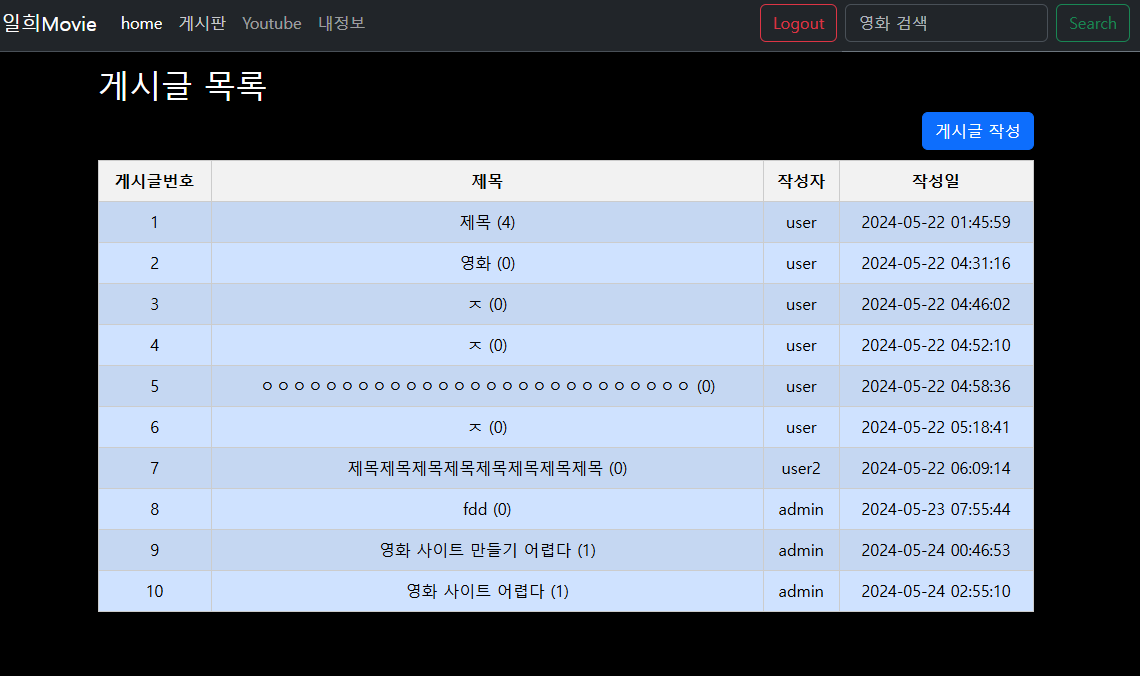 일희Movie home 게시판 Youtube 내정보 Logout 영화 검색 Search
게시글 목록
게시글 작성
게시글번호 제목 작성자 작성일
1 제목 (4) user 2024-05-22 01:45:59
2 영화 (0) user 2024-05-22 04:31:16
3 ㅈ (0) user 2024-05-22 04:46:02
4 ㅈ (0) user 2024-05-22 04:52:10
5 ㅇㅇㅇㅇㅇㅇㅇㅇㅇㅇㅇㅇㅇㅇㅇㅇㅇㅇㅇㅇㅇㅇㅇㅇㅇㅇㅇ (0) user 2024-05-22 04:58:36
6 ㅈ (0) user 2024-05-22 05:18:41
7 제목제목제목제목제목제목제목제목 (0) user2 2024-05-22 06:09:14
8 fdd (0) admin 2024-05-23 07:55:44
9 영화 사이트 만들기 어렵다 (1) admin 2024-05-24 00:46:53
10 영화 사이트 어렵다 (1) admin 2024-05-24 02:55:10